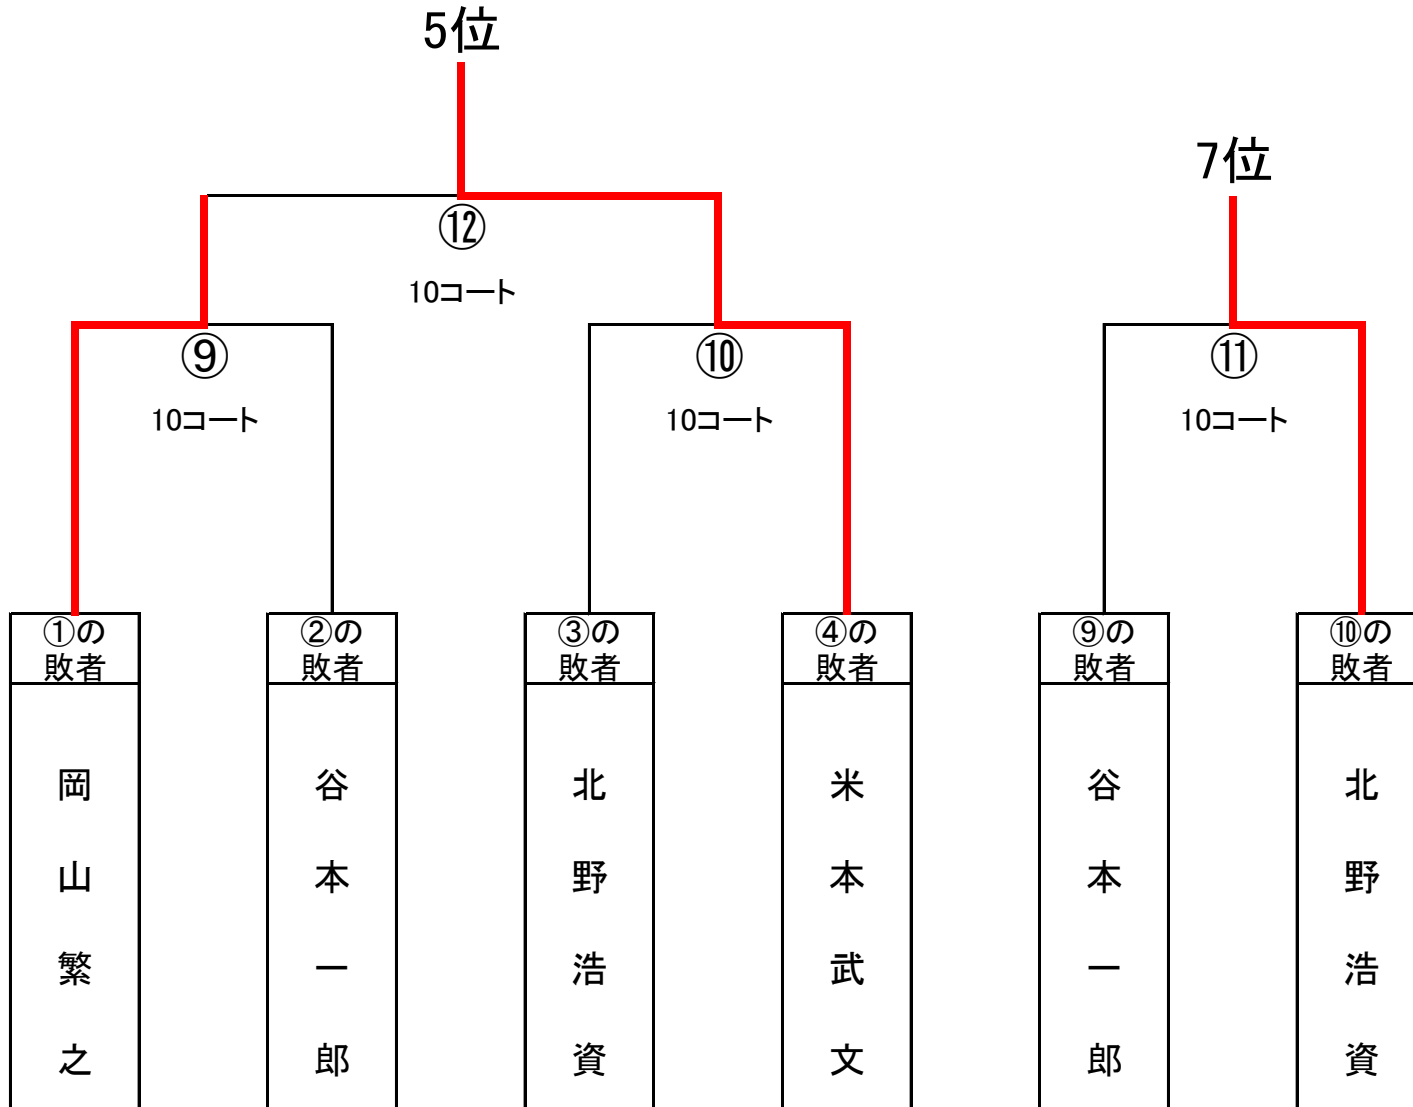 5位
7位
⑫
10コート
⑨
10コート
⑩
10コート
⑪
10コート
①の
敗者
②の
敗者
③の
敗者
④の
敗者
⑨の
敗者
⑩の
敗者
岡山繁之
谷本一郎
北野浩資
米本武文
谷本一郎
北野浩資